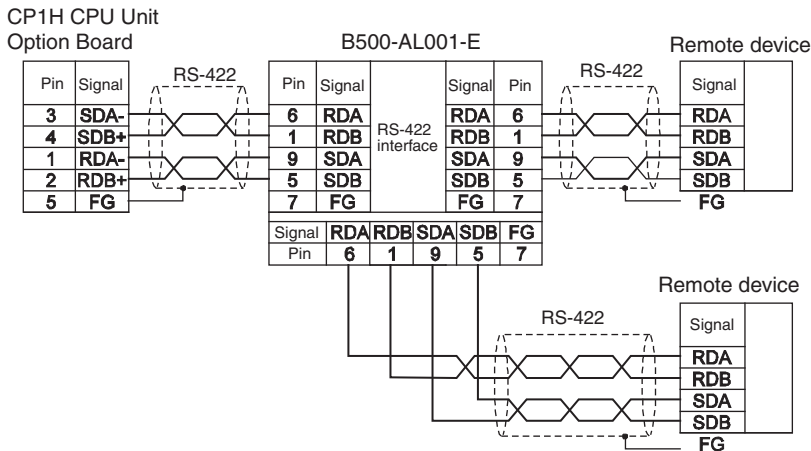 CP1H CPU Unit
Option Board
B500-AL001-E
Remote device
Pin Signal
RS-422
Pin Signal
Signal Pin
RS-422
Signal
3 SDA-
6 RDA
RDA 6
RDA
4 SDB+
1 RDB
RS-422
interface
RDB 1
RDB
1 RDA-
9 SDA
SDA 9
SDA
2 RDB+
5 SDB
SDB 5
SDB
5 FG
7 FG
FG 7
FG
Signal RDA RDB SDA SDB FG
Pin 6 1 9 5 7
Remote device
RS-422
Signal
RDA
RDB
SDA
SDB
FG